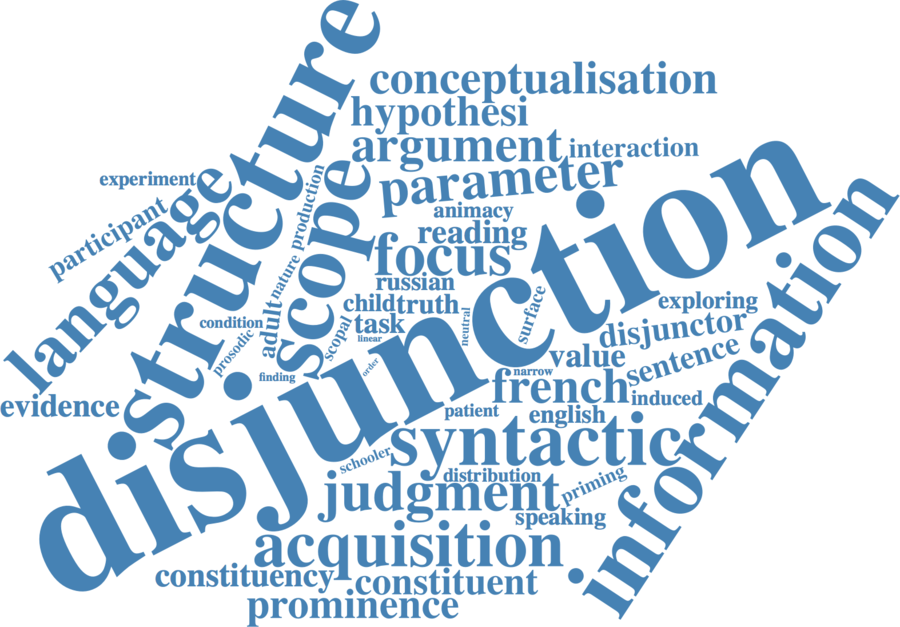 structure
conceptualisation
hypothesi
argument
interaction
parameter
experiment
participant
language
production
nature
scope
animacy
reading
focus
russian
disjunction
information
child
truth
adult
condition
scopal
task
linear
neutral
surface
exploring
disjunctor
prosodic
order
finding
value
narrow
sentence
french
induced
evidence
patient
english
syntactic
schooler
distribution
judgment
priming
speaking
acquisition
constituency
constituent
prominence